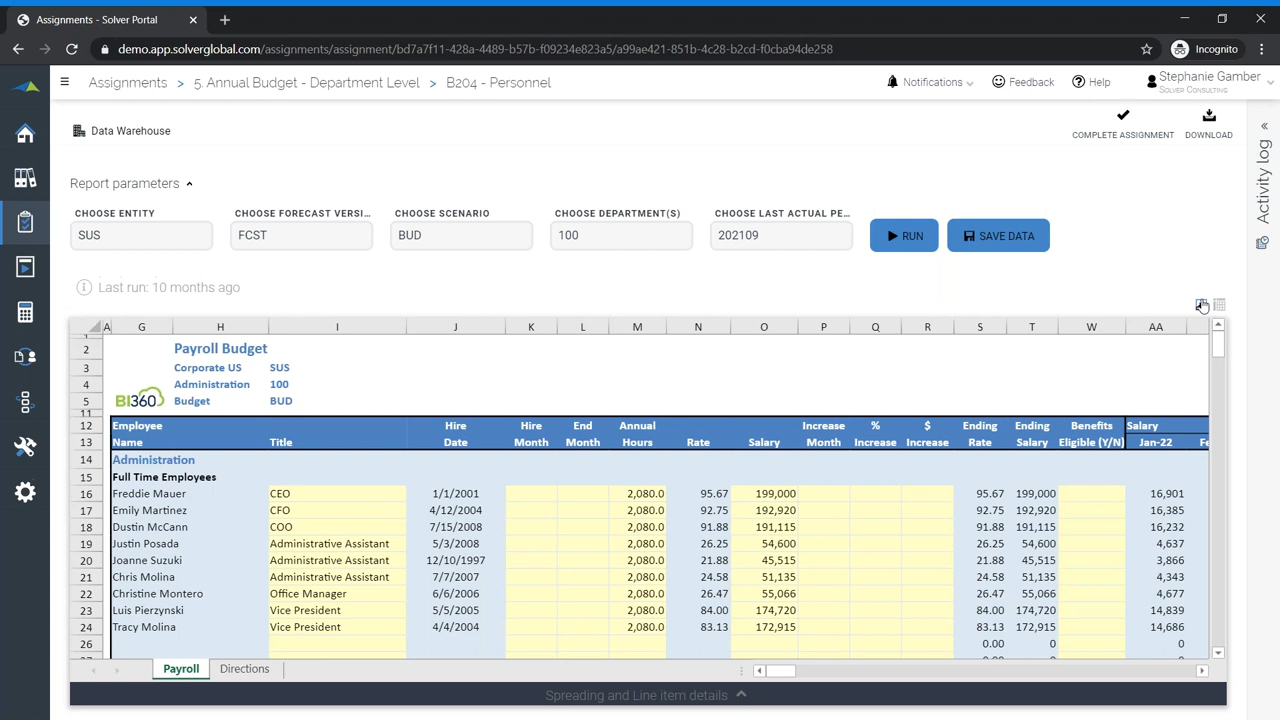 Assignments - Solver Portal
demo.app.solverglobal.com/assignments/assignment/bd7a7f11-428a-4489-b57b-f09234e823a5/a99ae421-851b-4c28-b2cd-f0cba94de258
Incognito
Assignments > 5. Annual Budget - Department Level > B204 - Personnel
Notifications Feedback Help Stephanie Gamber
SOLVER CONSULTING
Data Warehouse
COMPLETE ASSIGNMENT DOWNLOAD
Activity log
Report parameters
CHOOSE ENTITY CHOOSE FORECAST VERSI... CHOOSE SCENARIO CHOOSE DEPARTMENT(S) CHOOSE LAST ACTUAL PE...
SUS FCST BUD 100 202109 RUN SAVE DATA
Last run: 10 months ago
A G H I J K L M N O P Q R S T W AA
2 Payroll Budget
3 Corporate US SUS
4 Administration 100
5 BI360 Budget BUD
11
12 Employee Hire Hire End Annual Increase % $ Ending Ending Benefits Salary
13 Name Title Date Month Month Hours Rate Salary Month Increase Increase Rate Salary Eligible (Y/N) Jan-22 Fe
14 Administration
15 Full Time Employees
16 Freddie Mauer CEO 1/1/2001 2,080.0 95.67 199,000 95.67 199,000 16,901
17 Emily Martinez CFO 4/12/2004 2,080.0 92.75 192,920 92.75 192,920 16,385
18 Dustin McCann COO 7/15/2008 2,080.0 91.88 191,115 91.88 191,115 16,232
19 Justin Posada Administrative Assistant 5/3/2008 2,080.0 26.25 54,600 26.25 54,600 4,637
20 Joanne Suzuki Administrative Assistant 12/10/1997 2,080.0 21.88 45,515 21.88 45,515 3,866
21 Chris Molina Administrative Assistant 7/7/2007 2,080.0 24.58 51,135 24.58 51,135 4,343
22 Christine Montero Office Manager 6/6/2006 2,080.0 26.47 55,066 26.47 55,066 4,677
23 Luis Pierzynski Vice President 5/5/2005 2,080.0 84.00 174,720 84.00 174,720 14,839
24 Tracy Molina Vice President 4/4/2004 2,080.0 83.13 172,915 83.13 172,915 14,686
26 0.00 0 0
Payroll Directions
Spreading and Line item details